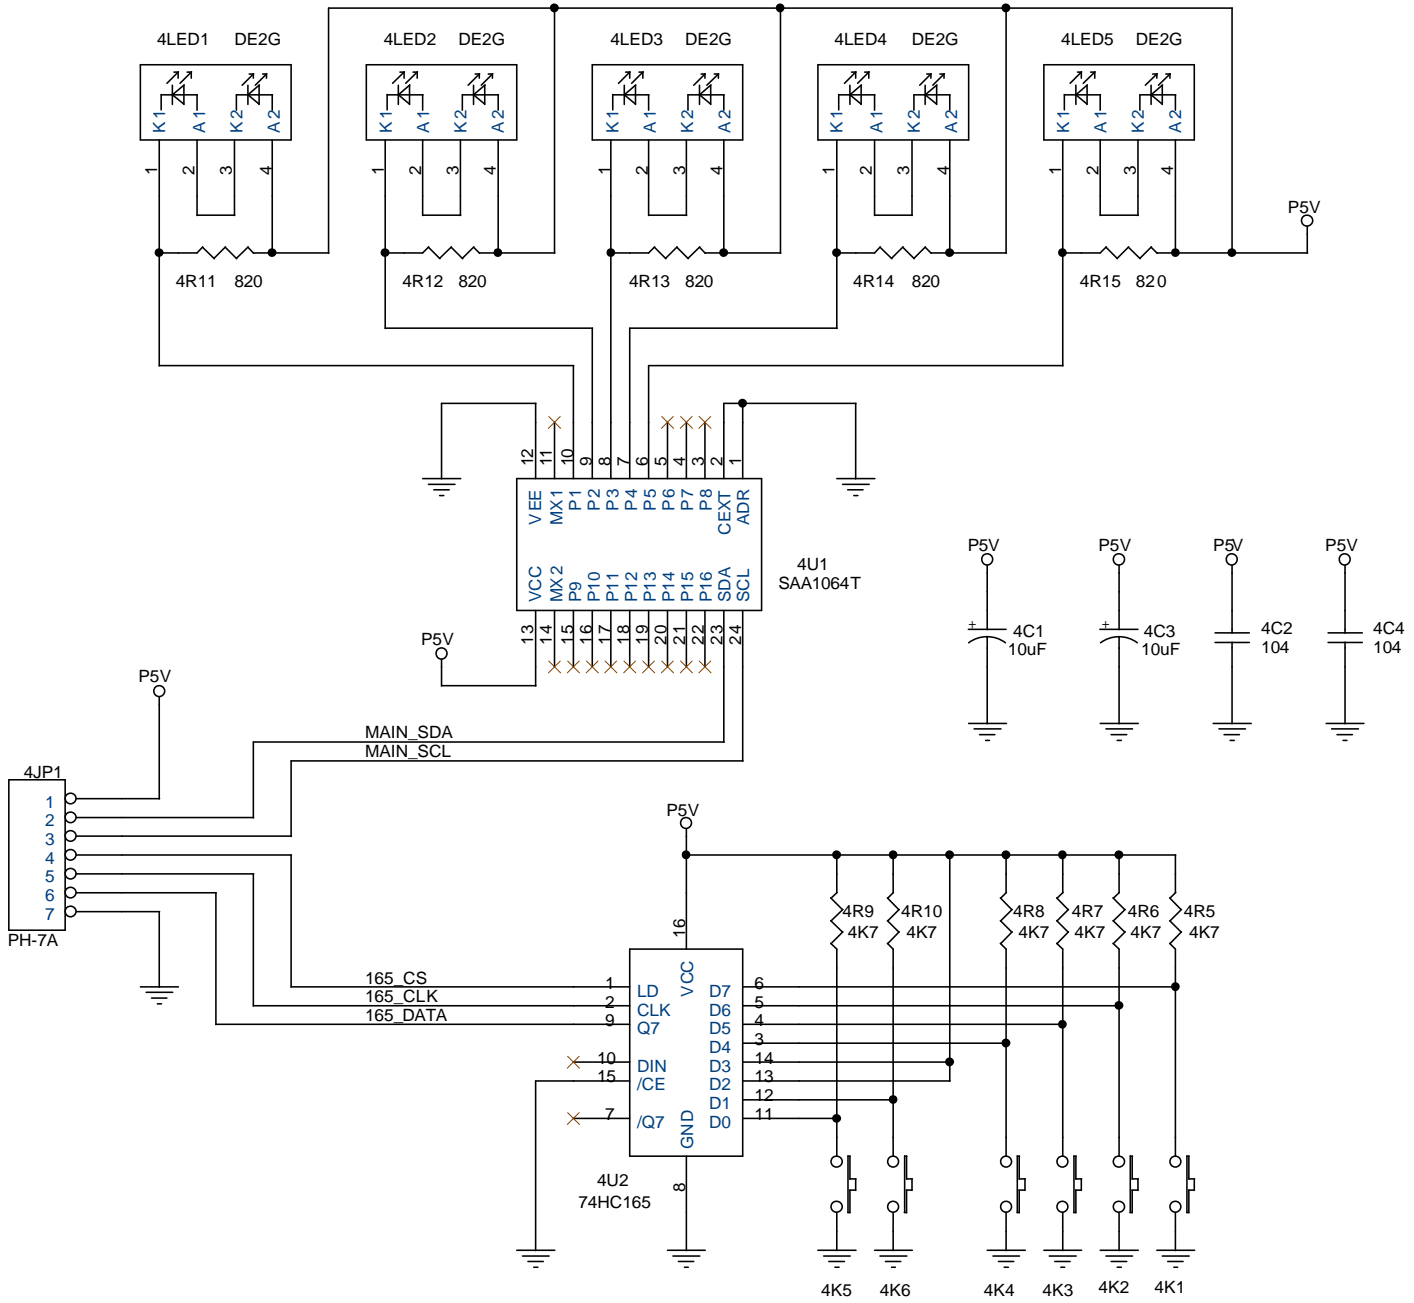 4LED1 DE2G 4LED2 DE2G 4LED3 DE2G 4LED4 DE2G 4LED5 DE2G
K1 A1 K2 A2 K1 A1 K2 A2 K1 A1 K2 A2 K1 A1 K2 A2 K1 A1 K2 A2
1 2 3 4 1 2 3 4 1 2 3 4 1 2 3 4 1 2 3 4
P5V
4R11 820 4R12 820 4R13 820 4R14 820 4R15 820
12 11 10 9 8 7 6 5 4 3 2 1
VEE MX1 P1 P2 P3 P4 P5 P6 P7 P8 CEXT ADR
VCC MX2 P9 P10 P11 P12 P13 P14 P15 P16 SDA SCL
4U1
SAA1064T
13 14 15 16 17 18 19 20 21 22 23 24
P5V
P5V P5V P5V P5V
+ 4C1
10uF
+ 4C3
10uF
4C2
104
4C4
104
P5V
MAIN_SDA
MAIN_SCL
4JP1
1
2
3
4
5
6
7
PH-7A
P5V
4R9
4K7
4R10
4K7
4R8
4K7
4R7
4K7
4R6
4K7
4R5
4K7
16
VCC
165_CS 1 LD D7 6
165_CLK 2 CLK D6 5
165_DATA 9 Q7 D5 4
D4 3
10 DIN D3 14
15 /CE D2 13
D1 12
7 /Q7 D0 11
GND
8
4U2
74HC165
4K5 4K6 4K4 4K3 4K2 4K1